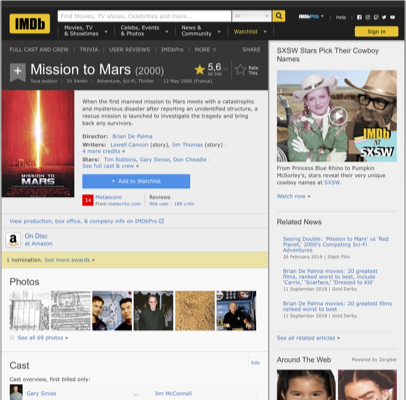 IMDb
Find Movies, TV shows, Celebrities and more...
All
IMDbPro
Help
Movies, TV
& Showtimes
Celebs, Events
& Photos
News &
Community
Watchlist
Sign in
FULL CAST AND CREW | TRIVIA | USER REVIEWS | IMDbPro | MORE
SHARE
Mission to Mars (2000)
5,6
Rate
This
Tous publics | 1h 54min | Adventure, Sci-Fi, Thriller | 12 May 2000 (France)
MISSION TO
MARS
When the first manned mission to Mars meets with a catastrophic
and mysterious disaster after reporting an unidentified structure, a
rescue mission is launched to investigate the tragedy and bring
back any survivors.
Director: Brian De Palma
Writers: Lowell Cannon (story), Jim Thomas (story) |
4 more credits »
Stars: Tim Robbins, Gary Sinise, Don Cheadle |
See full cast & crew »
+ Add to Watchlist
34
Metascore
From metacritic.com
Reviews
View production, box office, & company info on IMDbPro
a
On Disc
at Amazon
1 nomination. See more awards »
Photos
See all 69 photos »
Cast
Edit
Cast overview, first billed only:
Gary Sinise
...
Jim McConnell
SXSW Stars Pick Their Cowboy
Names
IMDb
AT
SXSW
From Princess Blue Rhino to Pumpkin
McSorley's, stars reveal their very unique
cowboy names at SXSW.
Watch now »
Related News
Seeing Double: 'Mission to Mars' vs 'Red
Planet,' 2000's Competing Sci-Fi
Adventures
26 February 2019 | Slash Film
Brian De Palma movies: 20 greatest
films, ranked worst to best, include
'Carrie,' 'Scarface,' 'Dressed to Kill'
11 September 2018 | Gold Derby
Brian De Palma movies: 20 greatest films
ranked worst to best
11 September 2018 | Gold Derby
See all related articles »
Around The Web
Powered by ZergNet